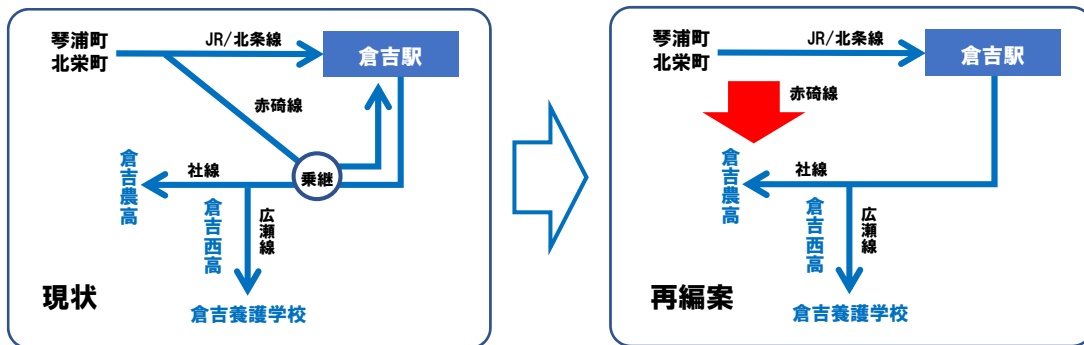 琴浦町
北栄町
JR/北条線
倉吉駅
赤碕線
乗継
社線
倉吉農高
倉吉西高
広瀬線
倉吉養護学校
現状
琴浦町
北栄町
JR/北条線
倉吉駅
赤碕線
社線
倉吉農高
倉吉西高
広瀬線
倉吉養護学校
再編案